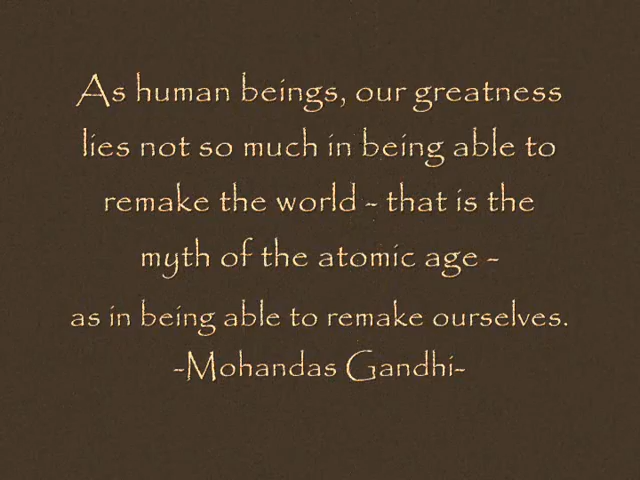 As human beings, our greatness
lies not so much in being able to
remake the world - that is the
myth of the atomic age -
as in being able to remake ourselves.
-Mohandas Gandhi-